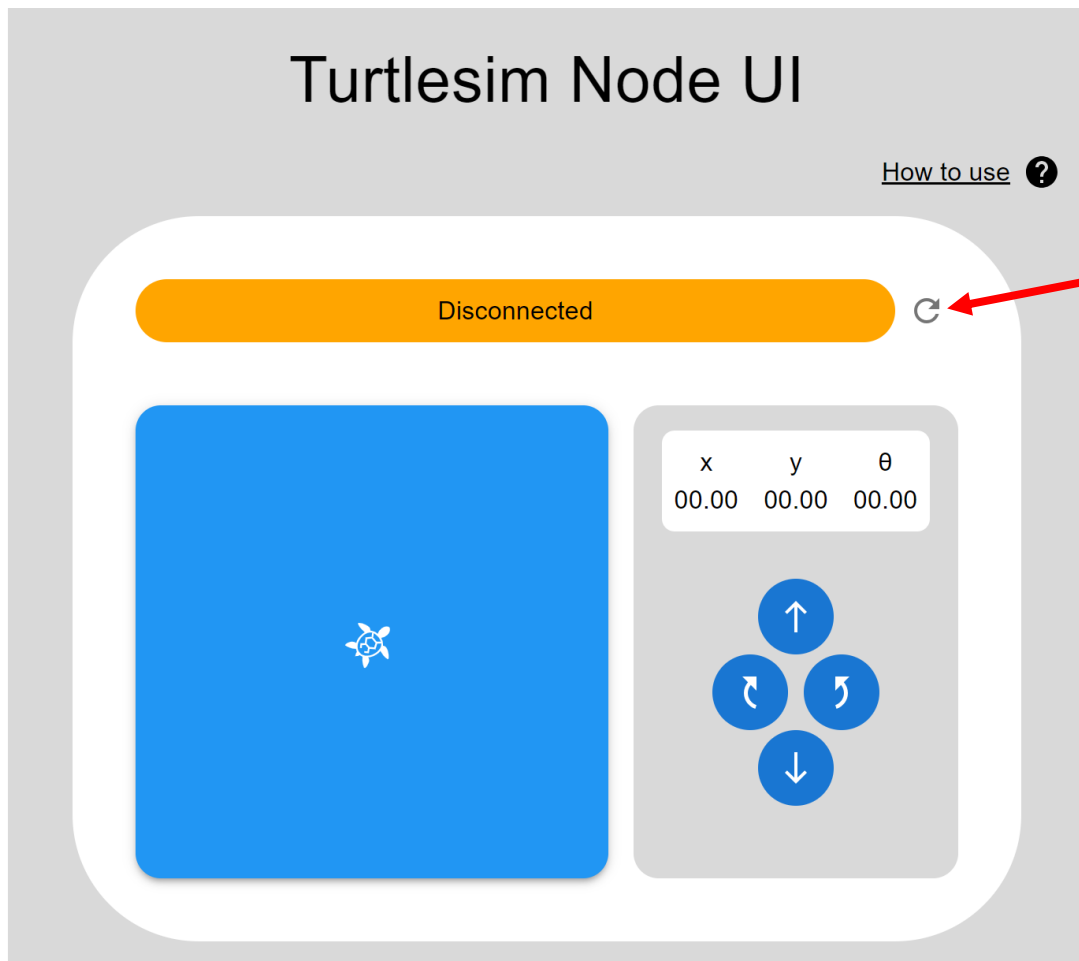 Turtlesim Node UI
How to use ?
Disconnected
x y θ
00.00 00.00 00.00